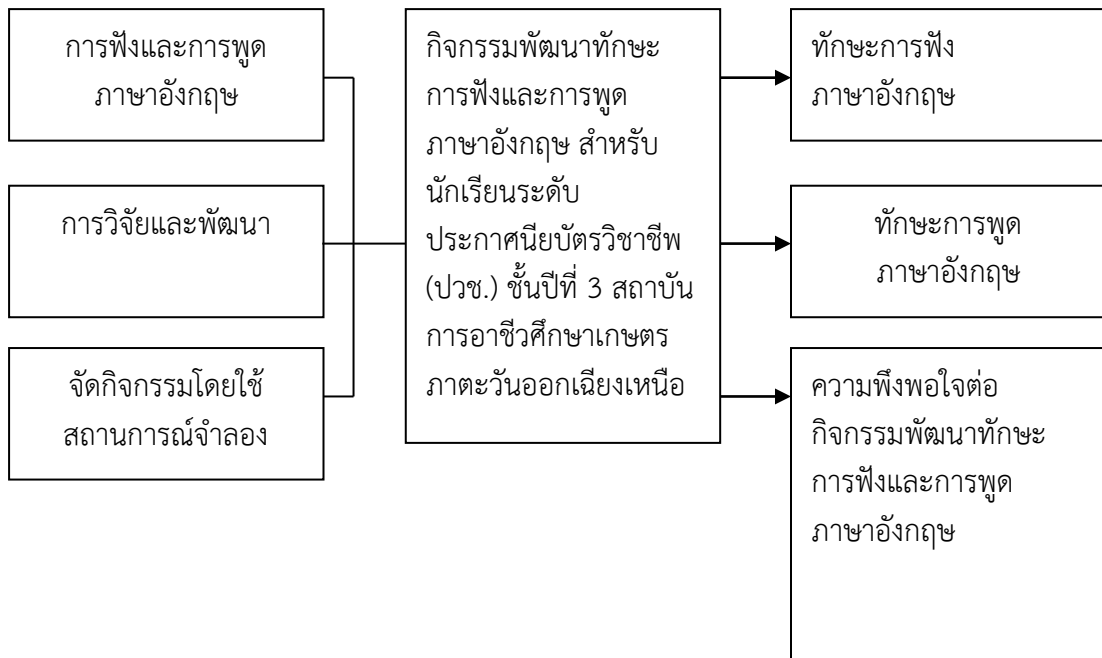 การฟังและการพูด
ภาษาอังกฤษ
การวิจัยและพัฒนา
จัดกิจกรรมโดยใช้
สถานการณ์จำลอง
กิจกรรมพัฒนาทักษะ
การฟังและการพูด
ภาษาอังกฤษ สำหรับ
นักเรียนระดับ
ประกาศนียบัตรวิชาชีพ
(ปวช.) ชั้นปีที่ 3 สถาบัน
การอาชีวศึกษาเกษตร
ภาตะวันออกเฉียงเหนือ
ทักษะการฟัง
ภาษาอังกฤษ
ทักษะการพูด
ภาษาอังกฤษ
ความพึงพอใจต่อ
กิจกรรมพัฒนาทักษะ
การฟังและการพูด
ภาษาอังกฤษ